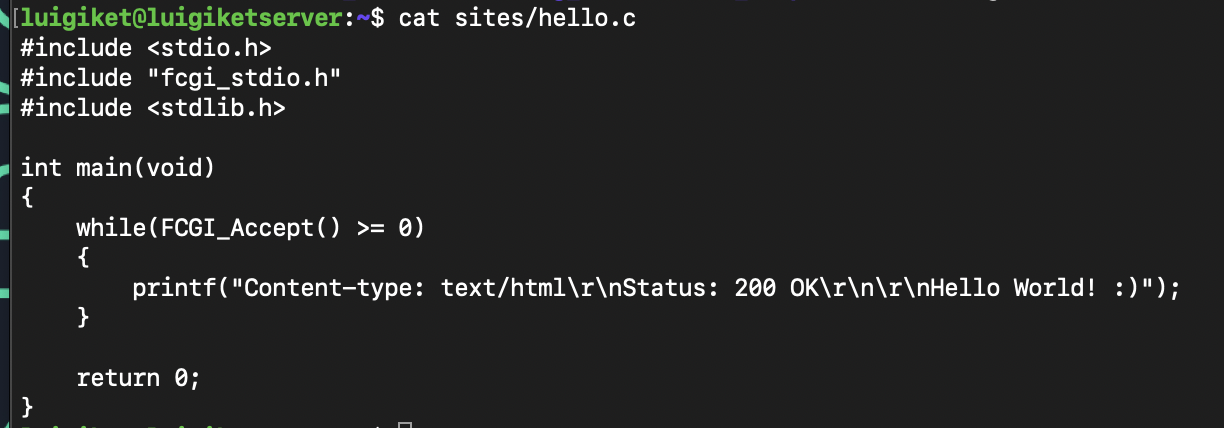 [luigiket@luigiketserver:~$ cat sites/hello.c
#include <stdio.h>
#include "fcgi_stdio.h"
#include <stdlib.h>
int main(void)
{
    while(FCGI_Accept() >= 0)
    {
        printf("Content-type: text/html\r\nStatus: 200 OK\r\n\r\nHello World! :)");
    }
    return 0;
}